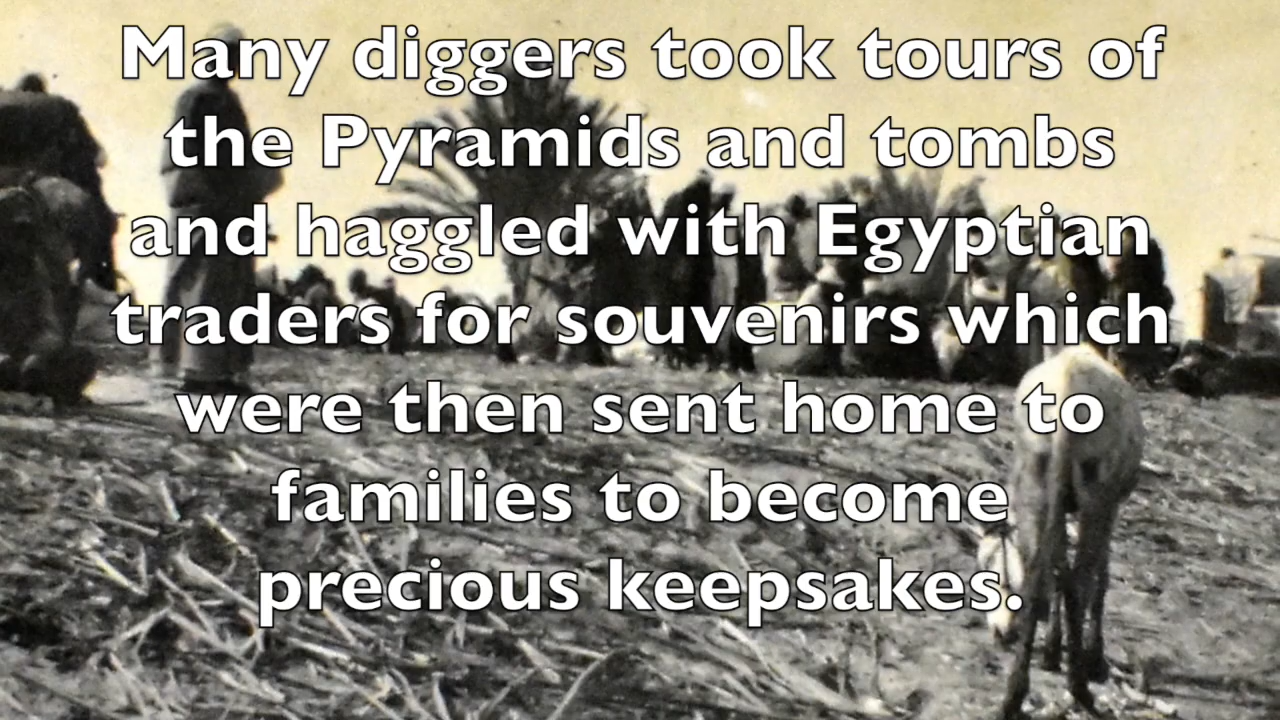 Many diggers took tours of
the Pyramids and tombs
and haggled with Egyptian
traders for souvenirs which
were then sent home to
families to become
precious keepsakes.